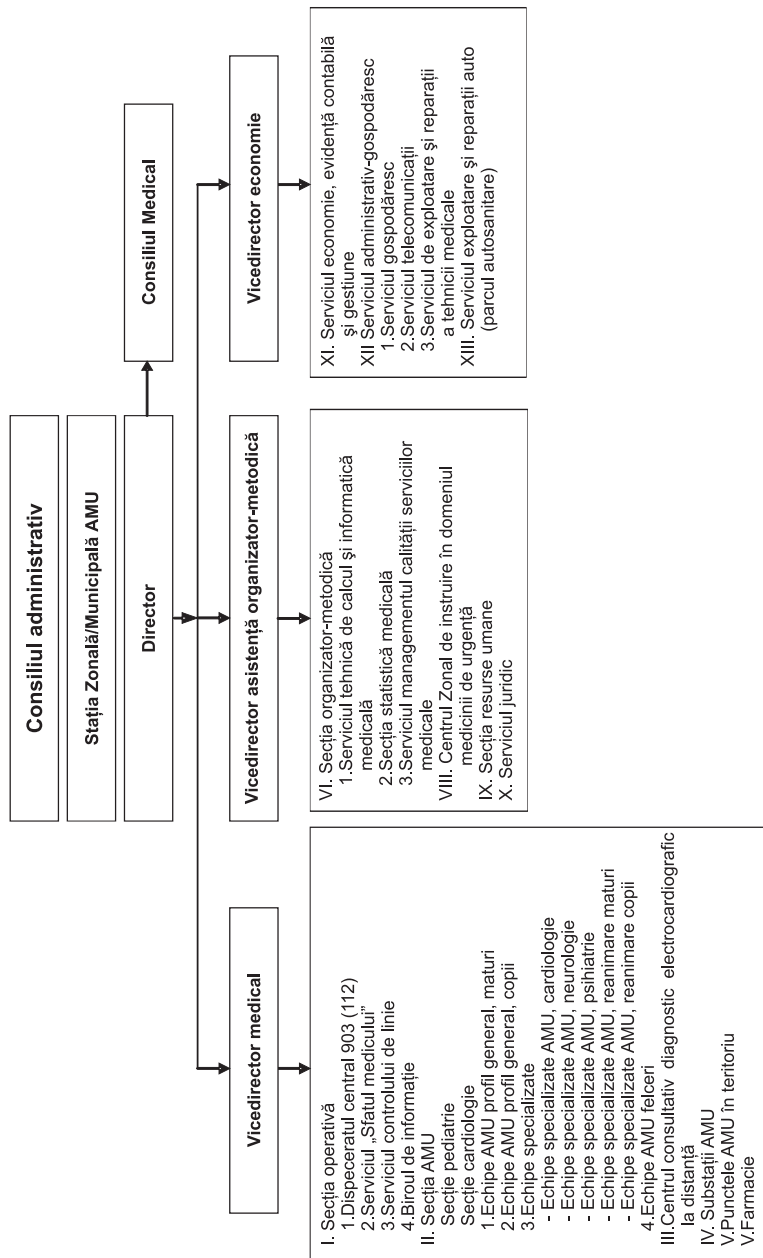 Consiliul administrativ
Stația Zonală/Municipală AMU
Director
Consiliul Medical
Vicedirector medical
Vicedirector asistență organizator-metodică
Vicedirector economie
I. Secția operativă
1.Dispeceratul central 903 (112)
2.Serviciul „Sfatul medicului”
3.Serviciul controlului de linie
4.Biroul de informație
II. Secția AMU
Secție pediatrie
Secție cardiologie
1.Echipe AMU profil general, maturi
2.Echipe AMU profil general, copii
3.Echipe specializate
- Echipe specializate AMU, cardiologie
- Echipe specializate AMU, neurologie
- Echipe specializate AMU, psihiatrie
- Echipe specializate AMU, reanimare maturi
- Echipe specializate AMU, reanimare copii
4.Echipe AMU felceri
III.Centrul consultativ diagnostic electrocardiografic
la distanță
IV. Substații AMU
V.Punctele AMU în teritoriu
V.Farmacie
VI. Secția organizator-metodică
1.Serviciul tehnică de calcul şi informatică
medicală
2.Secția statistică medicală
3.Serviciul managementul calității serviciilor
medicale
VIII. Centrul Zonal de instruire în domeniul
medicinii de urgență
IX. Secția resurse umane
X. Serviciul juridic
XI. Serviciul economie, evidență contabilă
şi gestiune
XII Serviciul administrativ-gospodăresc
1.Serviciul gospodăresc
2.Serviciul telecomunicații
3.Serviciul de exploatare şi reparații
a tehnicii medicale
XIII. Serviciul exploatare şi reparații auto
(parcul autosanitare)